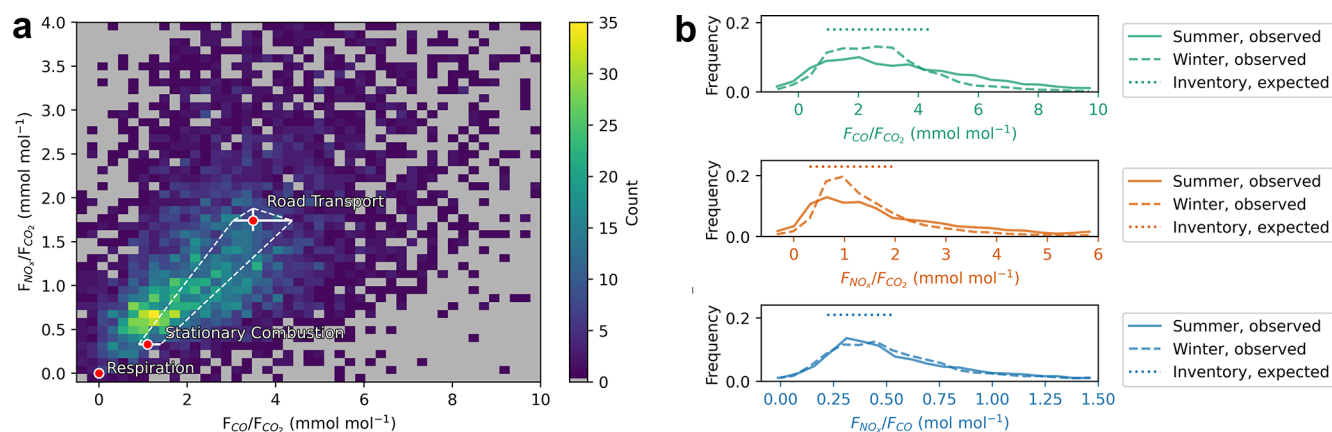 a
4.0
3.5
3.0
2.5
2.0
1.5
1.0
0.5
0.0
F_NOx/F_CO2 (mmol mol⁻¹)
Road Transport
Stationary Combustion
Respiration
0 2 4 6 8 10
F_CO/F_CO2 (mmol mol⁻¹)
35
30
25
20
15
10
5
0
Count
b
0.2
0.0
Frequency
0 2 4 6 8 10
F_CO/F_CO2 (mmol mol⁻¹)
Summer, observed
Winter, observed
Inventory, expected
0.2
0.0
Frequency
0 1 2 3 4 5 6
F_NOx/F_CO2 (mmol mol⁻¹)
Summer, observed
Winter, observed
Inventory, expected
0.2
0.0
Frequency
0.00 0.25 0.50 0.75 1.00 1.25 1.50
F_NOx/F_CO (mol mol⁻¹)
Summer, observed
Winter, observed
Inventory, expected